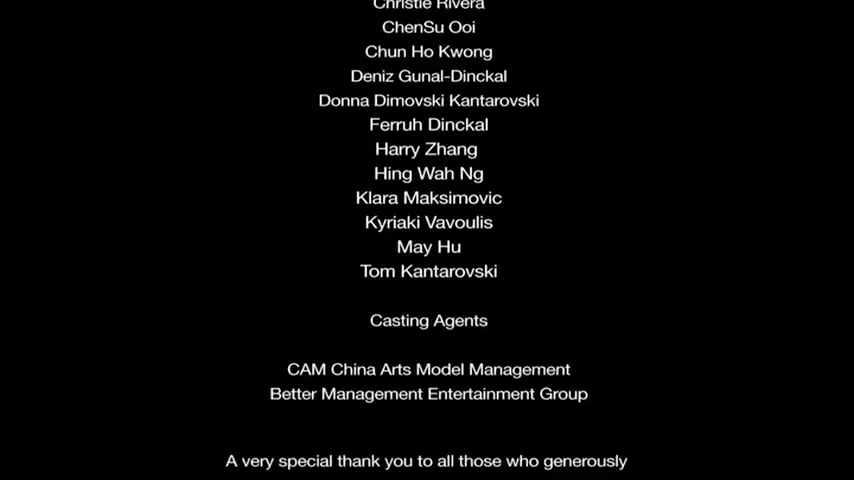 Christie Rivera
ChenSu Ooi
Chun Ho Kwong
Deniz Gunal-Dinckal
Donna Dimovski Kantarovski
Ferruh Dinckal
Harry Zhang
Hing Wah Ng
Klara Maksimovic
Kyriaki Vavoulis
May Hu
Tom Kantarovski
Casting Agents
CAM China Arts Model Management
Better Management Entertainment Group
A very special thank you to all those who generously